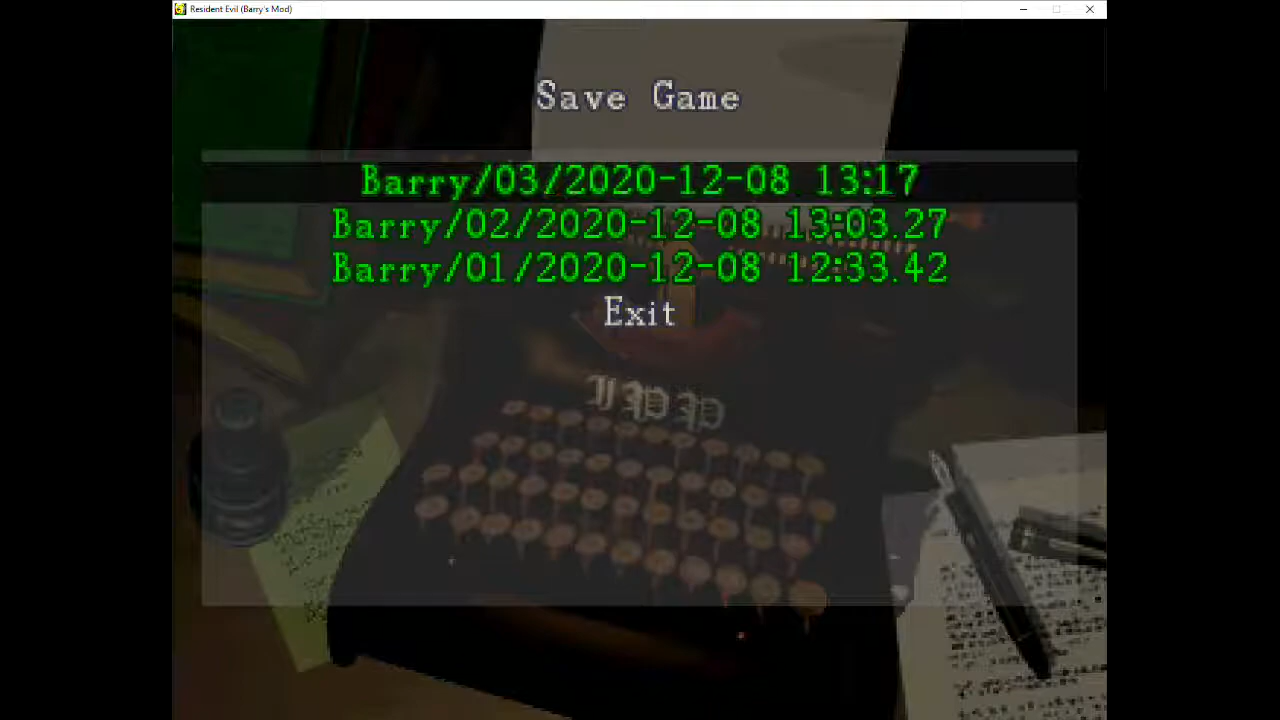 Resident Evil (Barry's Mod)
Save Game
Barry/03/2020-12-08 13:17
Barry/02/2020-12-08 13:03.27
Barry/01/2020-12-08 12:33.42
Exit